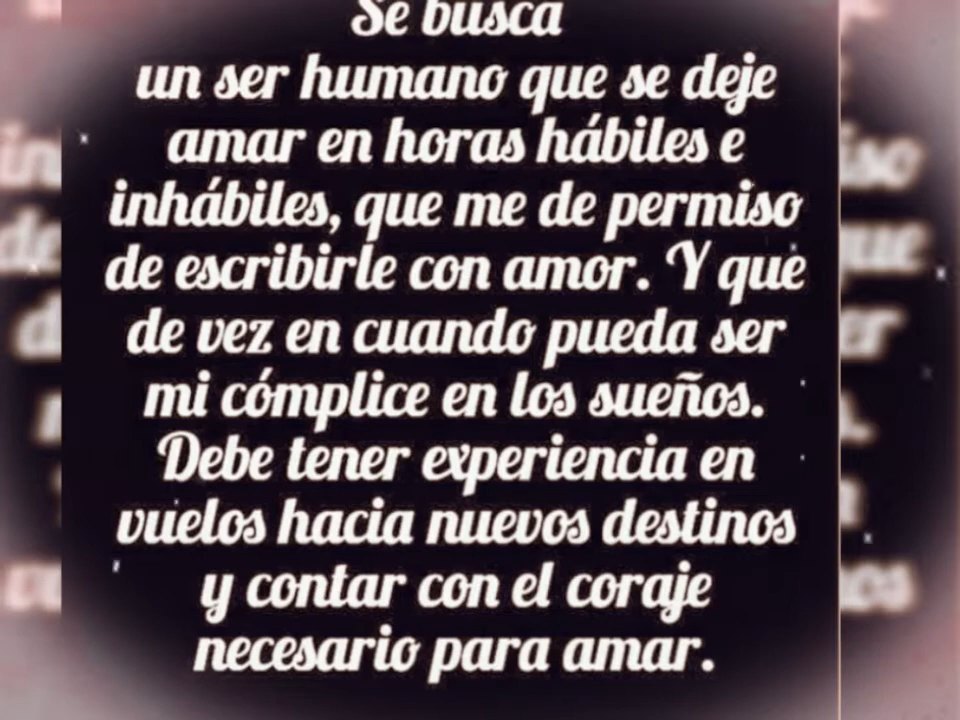 Se busca
un ser humano que se deje
amar en horas hábiles e
inhábiles, que me de permiso
de escribirle con amor. Y que
de vez en cuando pueda ser
mi cómplice en los sueños.
Debe tener experiencia en
vuelos hacia nuevos destinos
y contar con el coraje
necesario para amar.